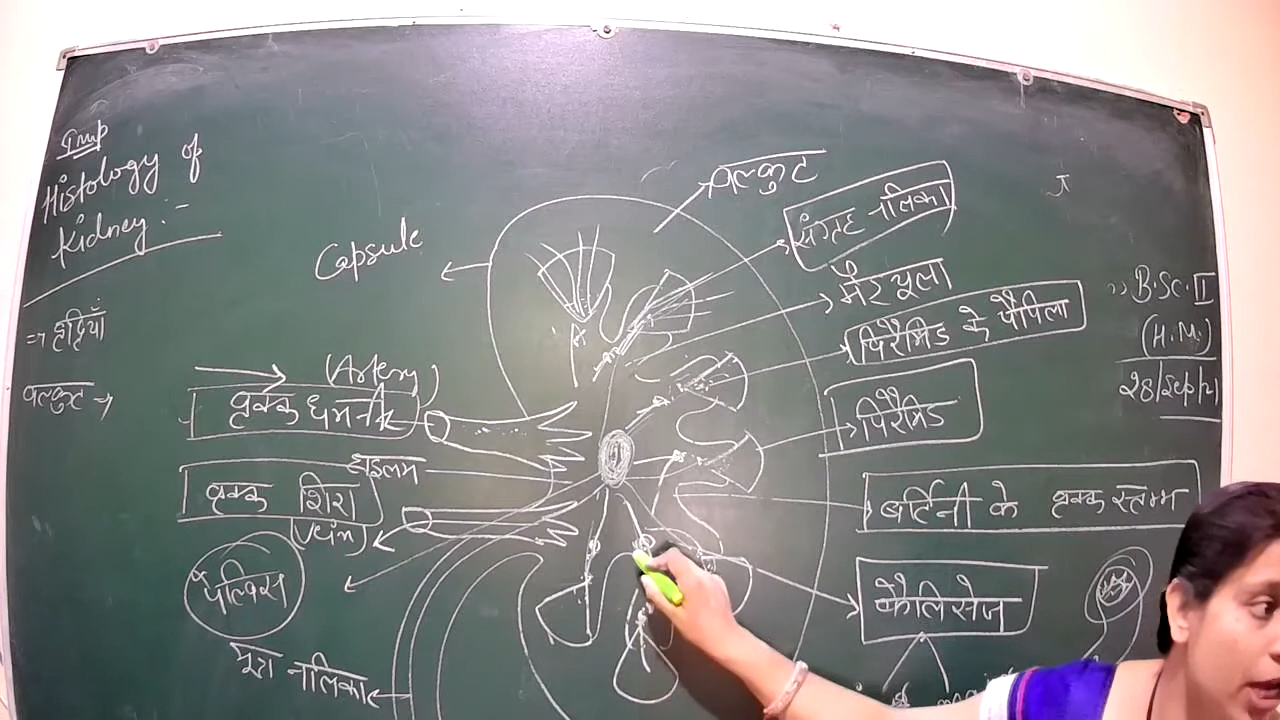 Imp
Histology of
Kidney :-
=> हृदियाँ
वल्कुट →
Capsule
(Artery)
वृक्क धमनी
हाइलम
वृक्क शिरा
(Vein)
पैल्विस
मूत्र नलिका
वल्कुट
संग्रह नलिका
मैड्यूला
पिरैमिड के पैपिला
पिरैमिड
बर्टिनी के वृक्क स्तम्भ
कैलिसेज
B.Sc. II
(H.M.)
28/Sep/21